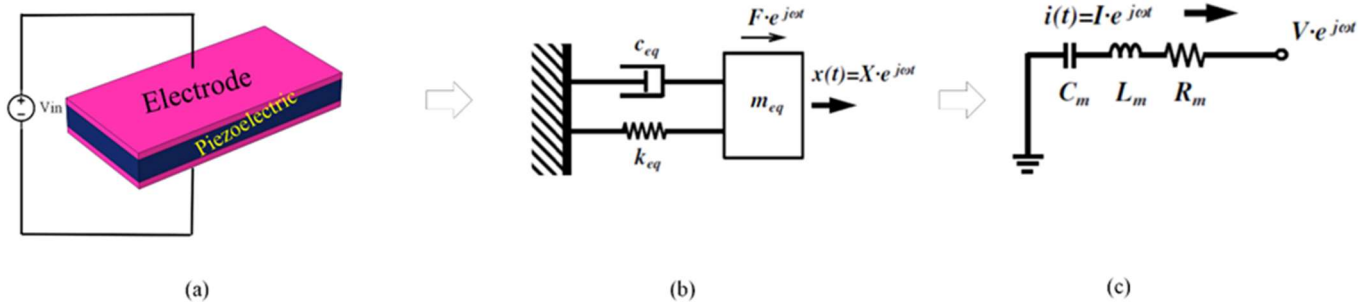 +
−
Vin
Electrode
Piezoelectric
(a)
c_eq
k_eq
F·e^{jωt}
m_eq
x(t)=X·e^{jωt}
(b)
i(t)=I·e^{jωt}
V·e^{jωt}
C_m L_m R_m
(c)